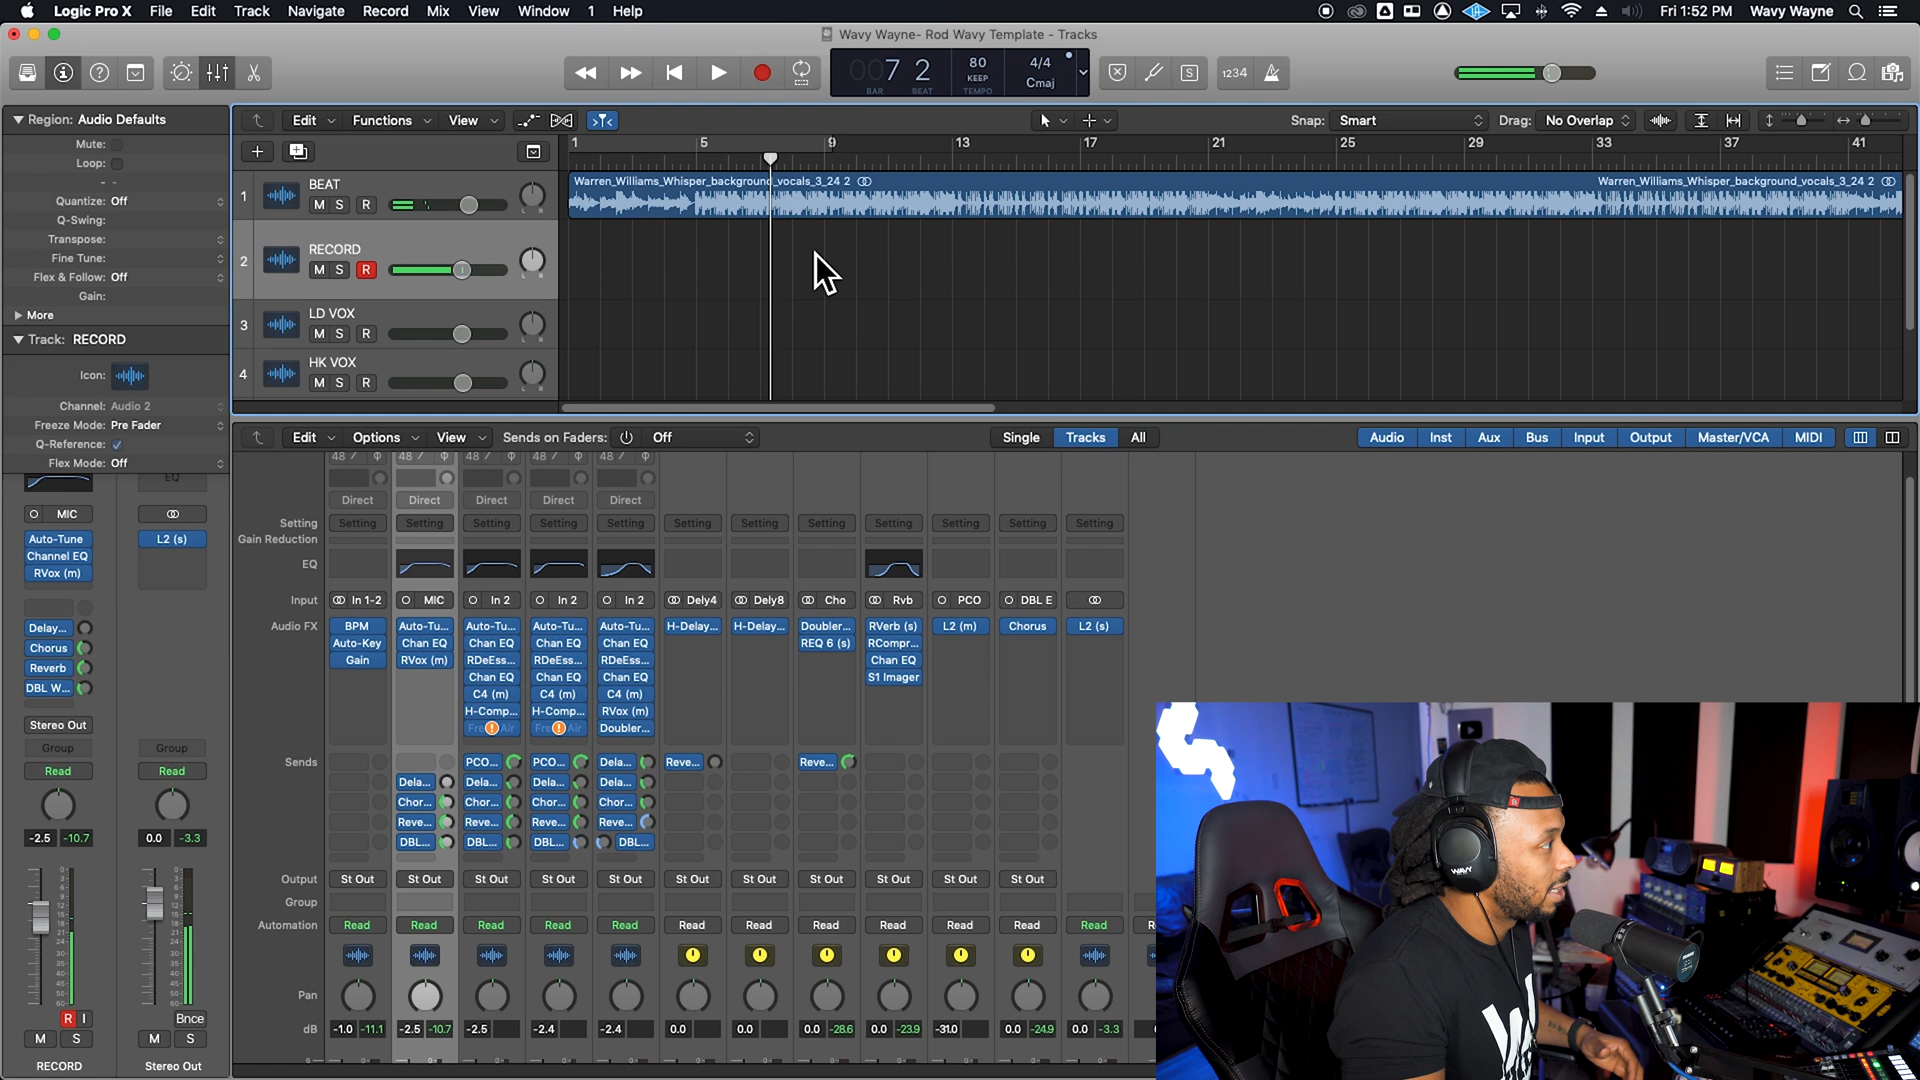 Logic Pro X File Edit Track Navigate Record Mix View Window 1 Help
Fri 1:52 PM Wavy Wayne
Wavy Wayne- Rod Wavy Template - Tracks
007 2
BAR BEAT
80
KEEP
TEMPO
4/4
Cmaj
S
1234
Region: Audio Defaults
Mute:
Loop:
Quantize: Off
Q-Swing:
Transpose:
Fine Tune:
Flex & Follow: Off
Gain:
More
Track: RECORD
Icon:
Channel: Audio 2
Freeze Mode: Pre Fader
Q-Reference:
Flex Mode: Off
Edit Functions View
Snap: Smart Drag: No Overlap
1 5 9 13 17 21 25 29 33 37 41
1 BEAT
M S R
L R
Warren_Williams_Whisper_background_vocals_3_24 2
Warren_Williams_Whisper_background_vocals_3_24 2
2 RECORD
M S R
L R
3 LD VOX
M S R
L R
4 HK VOX
M S R
L R
Edit Options View Sends on Faders: Off
Single Tracks All
Audio Inst Aux Bus Input Output Master/VCA MIDI
EQ
MIC
Auto-Tune L2 (s)
Channel EQ
RVox (m)
Delay...
Chorus
Reverb
DBL W...
Stereo Out
Group Group
Read Read
-2.5 -10.7 0.0 -3.3
R I Bnce
M S M S
RECORD Stereo Out
Direct Direct Direct Direct Direct
Setting Setting Setting Setting Setting Setting Setting Setting Setting Setting Setting Setting Setting
Gain Reduction
EQ
Input In 1-2 MIC In 2 In 2 In 2 Dely4 Dely8 Cho Rvb PCO DBL E
Audio FX BPM Auto-Tu... Auto-Tu... Auto-Tu... Auto-Tu... H-Delay... H-Delay... Doubler... RVerb (s) L2 (m) Chorus L2 (s)
Auto-Key Chan EQ Chan EQ Chan EQ Chan EQ REQ 6 (s) RCompr...
Gain RVox (m) RDeEss... RDeEss... RDeEss... Chan EQ
Chan EQ Chan EQ Chan EQ S1 Imager
C4 (m) C4 (m) C4 (m)
H-Comp... H-Comp... RVox (m)
Fre Air Fre Air Doubler...
Sends PCO... PCO... Dela... Reve... Reve...
Dela... Dela... Dela... Dela...
Chor... Chor... Chor... Chor...
Reve... Reve... Reve... Reve...
DBL... DBL... DBL... DBL...
Output St Out St Out St Out St Out St Out St Out St Out St Out St Out St Out St Out
Group
Automation Read Read Read Read Read Read Read Read Read Read Read Read
Pan
dB -1.0 -11.1 -2.5 -10.7 -2.5 -2.4 -2.4 0.0 0.0 0.0 -28.6 0.0 -23.9 -31.0 0.0 -24.9 0.0 -3.3
WAVY